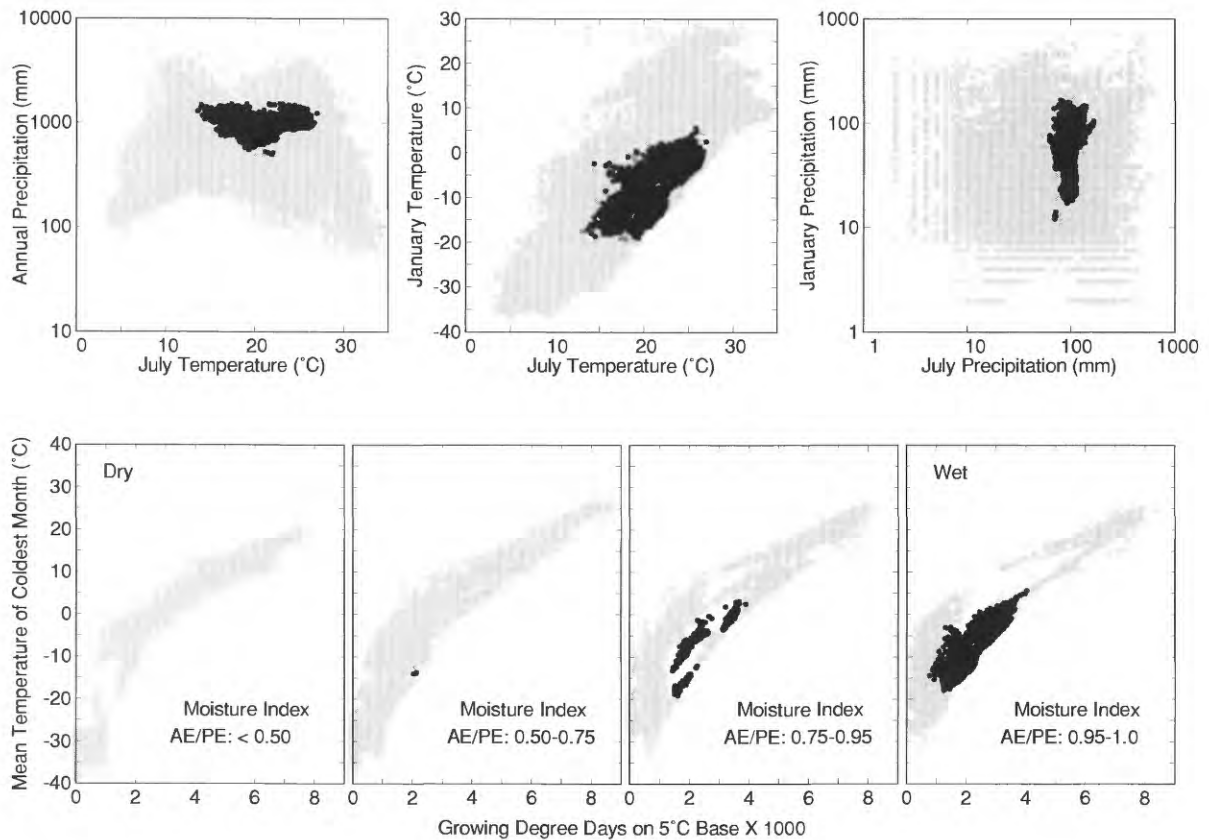 Annual Precipitation (mm)
10000
1000
100
10
0
10
20
30
July Temperature (˚C)
January Temperature (˚C)
30
20
10
0
-10
-20
-30
-40
0
10
20
30
July Temperature (˚C)
January Precipitation (mm)
1000
100
10
1
1
10
100
1000
July Precipitation (mm)
Mean Temperature of Coldest Month (˚C)
40
30
20
10
0
-10
-20
-30
-40
Dry
Moisture Index
AE/PE: < 0.50
0 2 4 6 8
Moisture Index
AE/PE: 0.50-0.75
0 2 4 6 8
Moisture Index
AE/PE: 0.75-0.95
0 2 4 6 8
Wet
Moisture Index
AE/PE: 0.95-1.0
0 2 4 6 8
Growing Degree Days on 5˚C Base X 1000